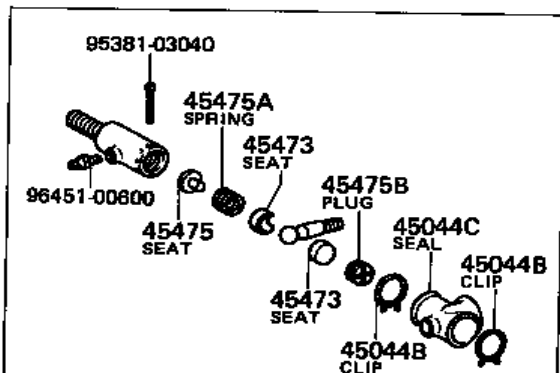 95381-03040
45475A
SPRING
45473
SEAT
96451-00600
45475
SEAT
45475B
PLUG
45044C
SEAL
45044B
CLIP
45473
SEAT
45044B
CLIP